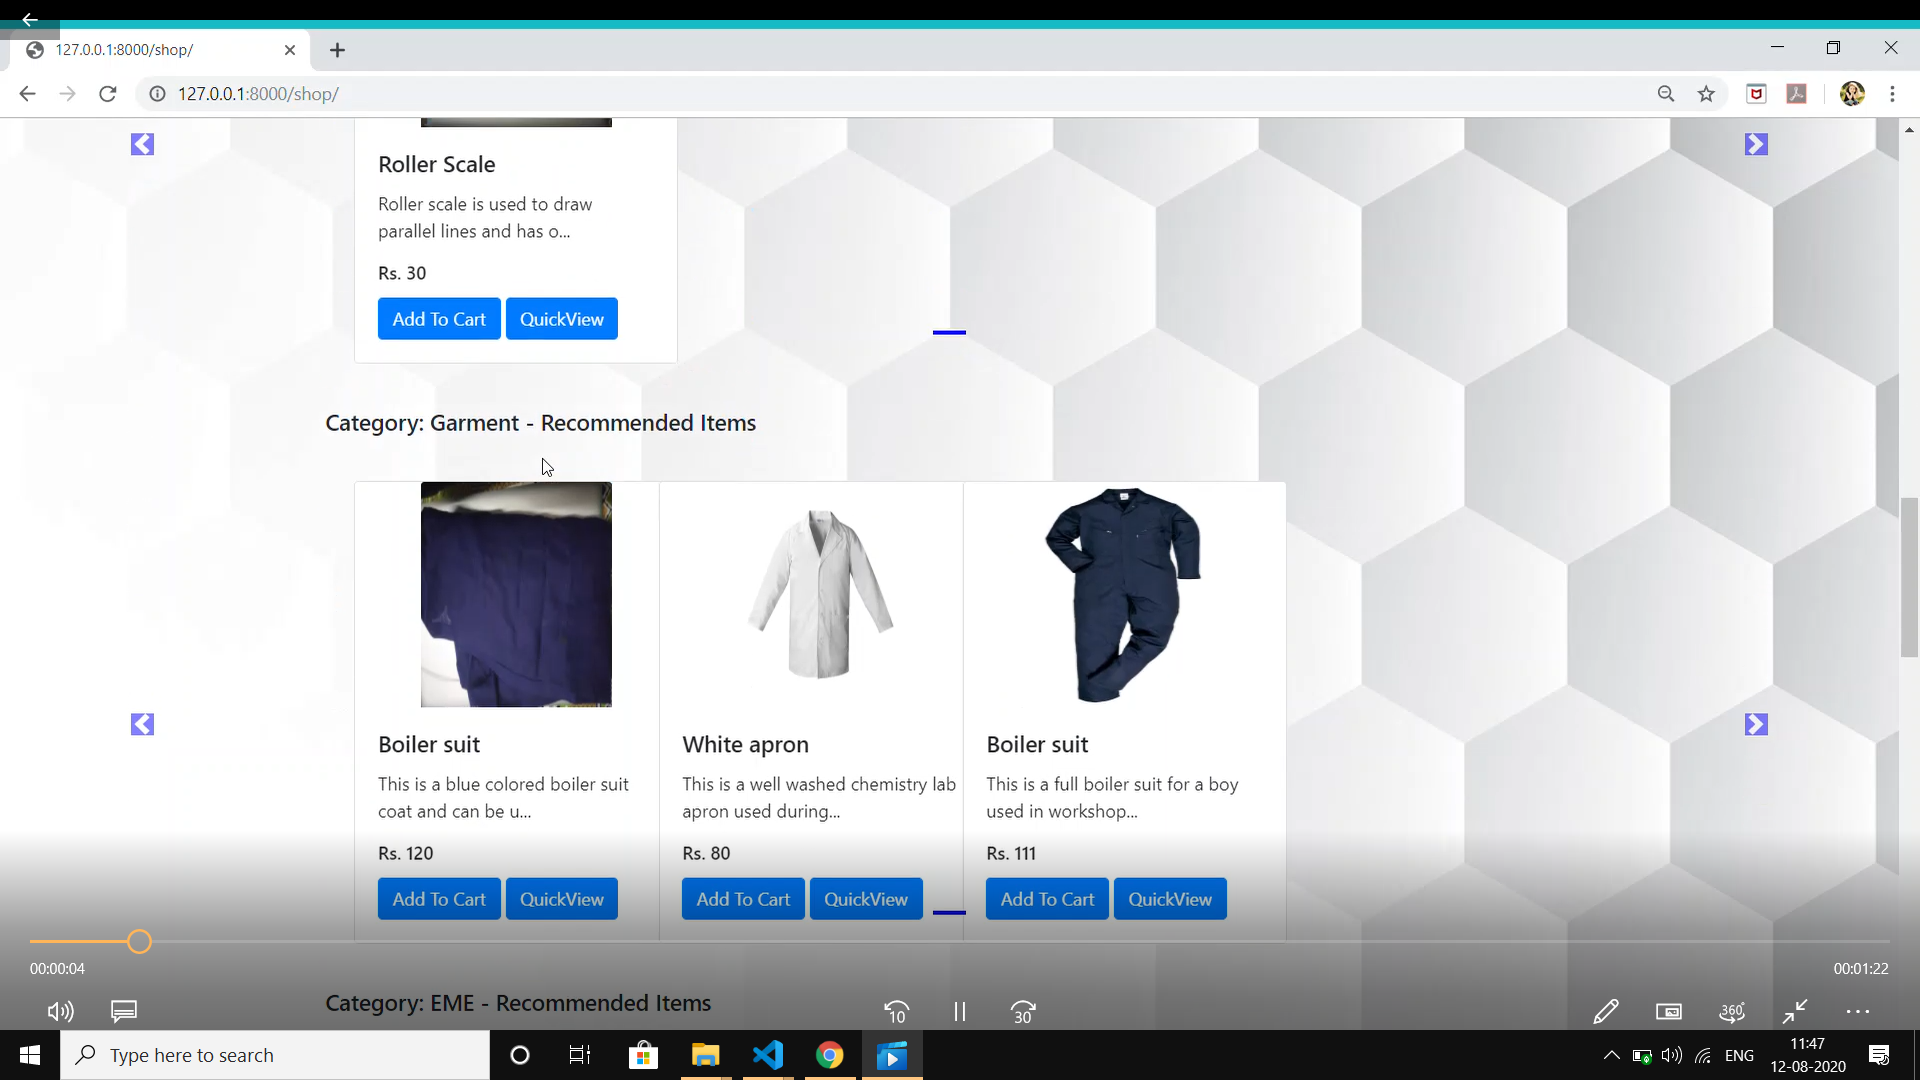 127.0.0.1:8000/shop/
127.0.0.1:8000/shop/
Roller Scale
Roller scale is used to draw
parallel lines and has o...
Rs. 30
Add To Cart QuickView
Category: Garment - Recommended Items
Boiler suit
This is a blue colored boiler suit
coat and can be u...
Rs. 120
Add To Cart QuickView
White apron
This is a well washed chemistry lab
apron used during...
Rs. 80
Add To Cart QuickView
Boiler suit
This is a full boiler suit for a boy
used in workshop...
Rs. 111
Add To Cart QuickView
00:00:04
00:01:22
Category: EME - Recommended Items
10
30
360°
Type here to search
ENG
11:47
12-08-2020